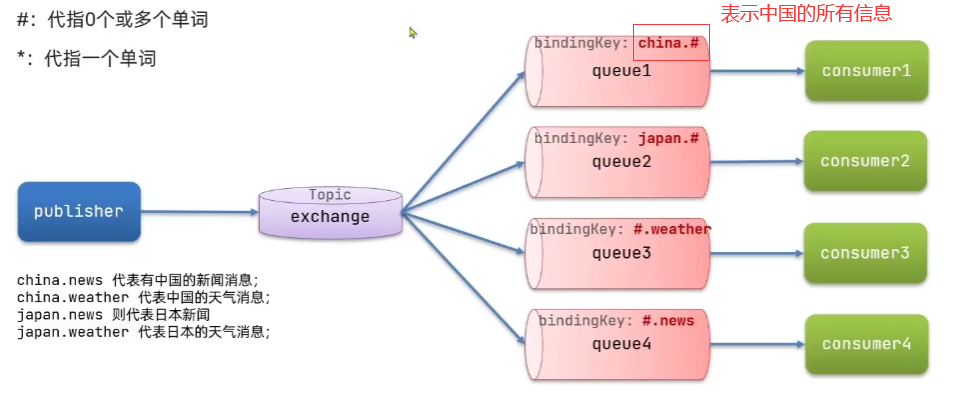 #：代指0个或多个单词
*：代指一个单词
表示中国的所有信息
bindingKey: china.#
queue1
consumer1
bindingKey: japan.#
queue2
consumer2
publisher
Topic
exchange
bindingKey: #.weather
queue3
consumer3
bindingKey: #.news
queue4
consumer4
china.news 代表有中国的新闻消息；
china.weather 代表中国的天气消息；
japan.news 则代表日本新闻
japan.weather 代表日本的天气消息；